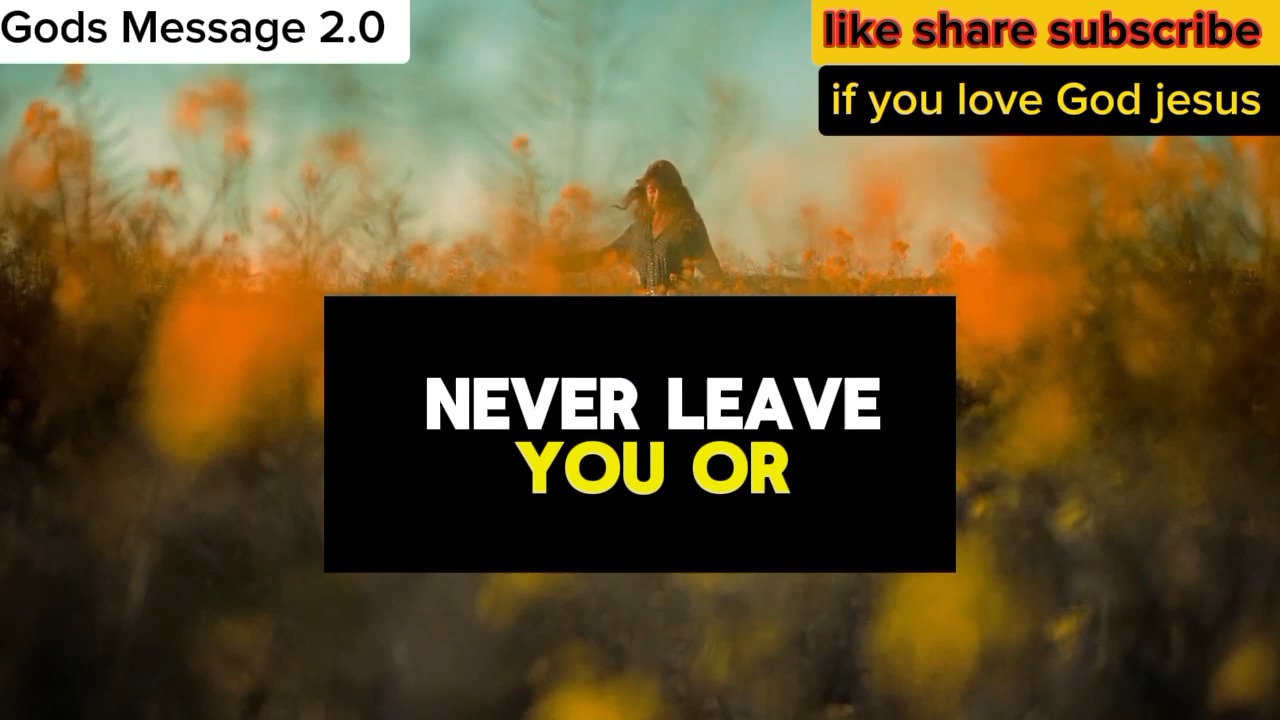 Gods Message 2.0
like share subscribe
if you love God jesus
NEVER LEAVE
YOU OR